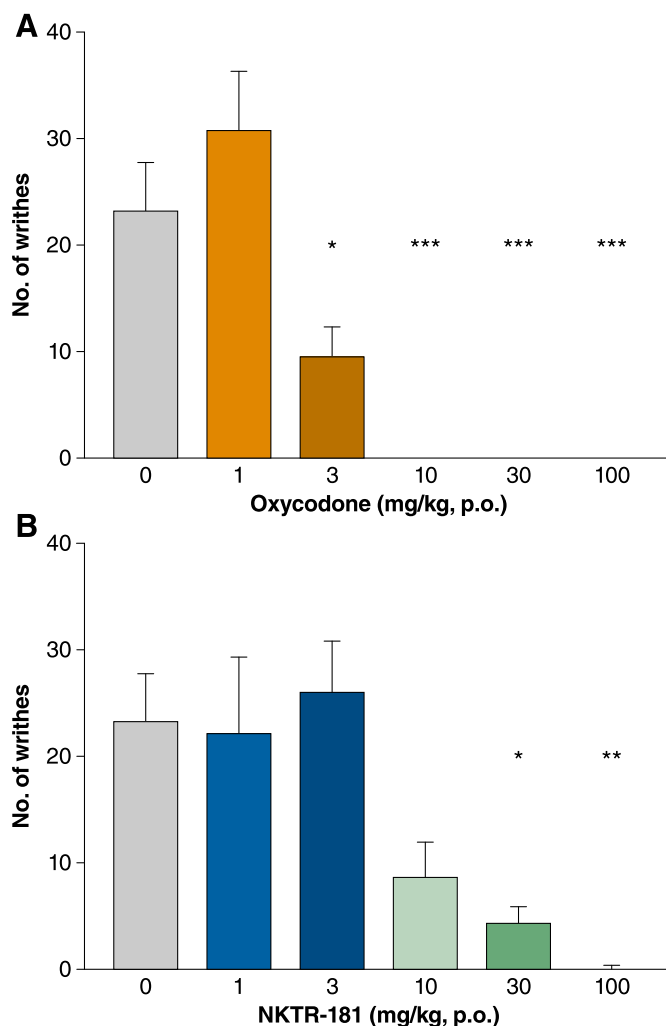 A
No. of writhes
40
30
20
10
0
* *** *** ***
0 1 3 10 30 100
Oxycodone (mg/kg, p.o.)
B
No. of writhes
40
30
20
10
0
* **
0 1 3 10 30 100
NKTR-181 (mg/kg, p.o.)